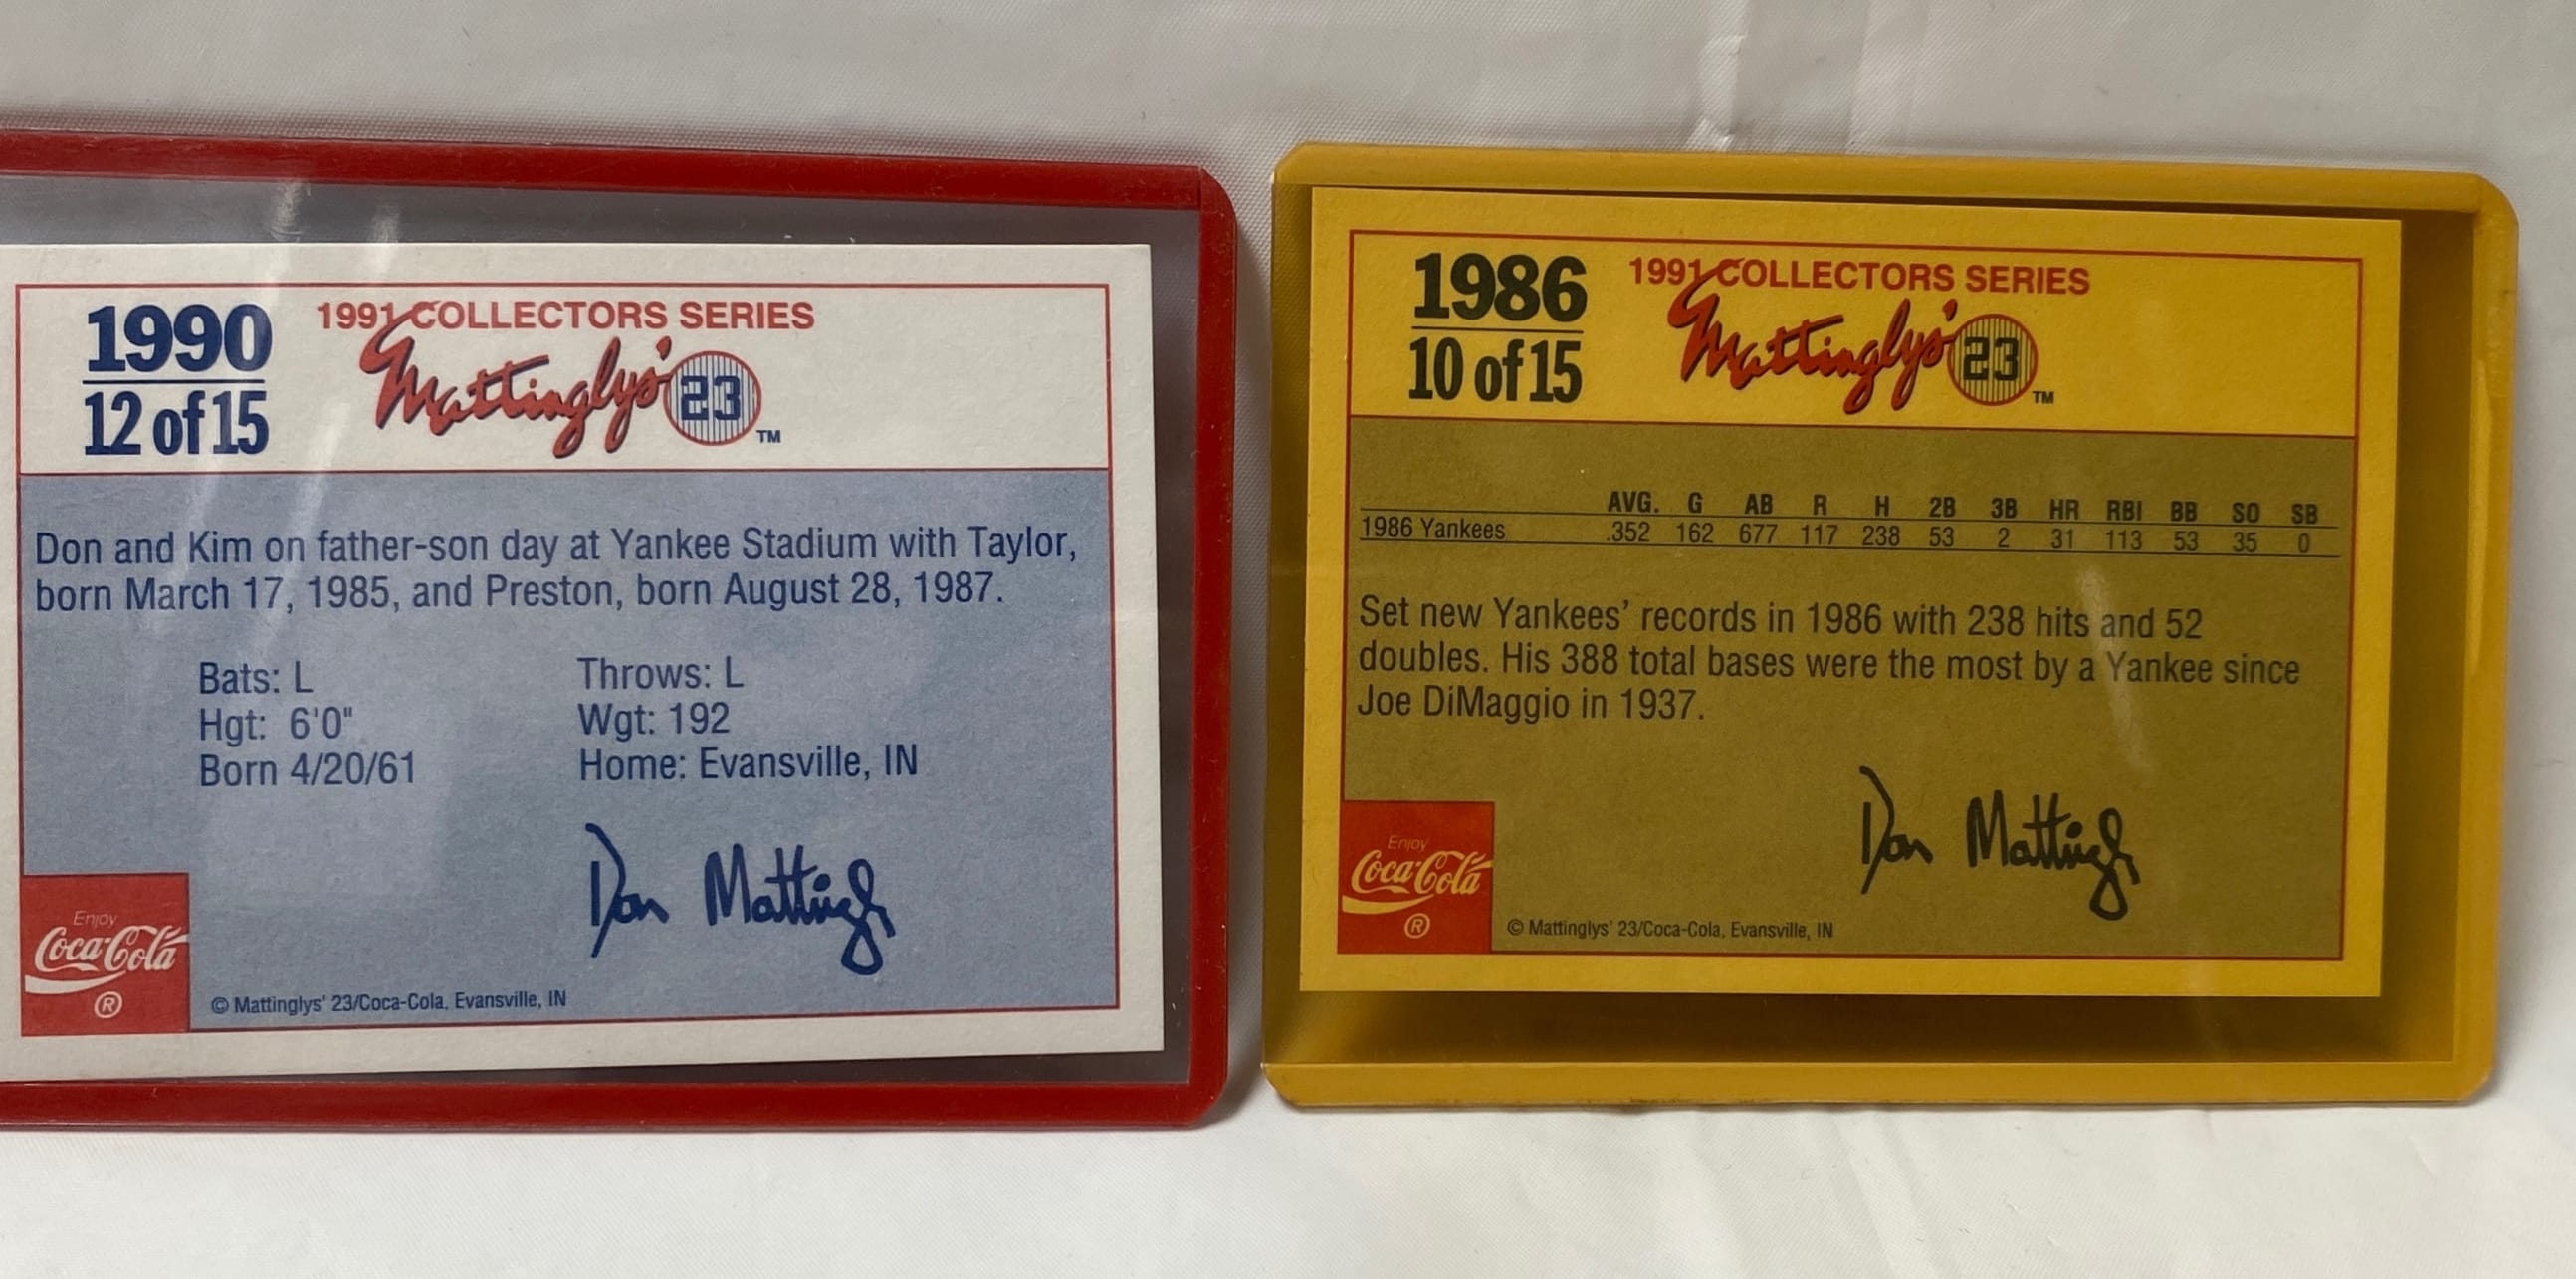 1990
12 of 15
1991 COLLECTORS SERIES
Mattinglys' 23 TM
Don and Kim on father-son day at Yankee Stadium with Taylor,
born March 17, 1985, and Preston, born August 28, 1987.
Bats: L Throws: L
Hgt: 6'0" Wgt: 192
Born 4/20/61 Home: Evansville, IN
Don Mattingly
Enjoy
Coca-Cola
®
© Mattinglys' 23/Coca-Cola, Evansville, IN
1986
10 of 15
1991 COLLECTORS SERIES
Mattinglys' 23 TM
AVG. G AB R H 2B 3B HR RBI BB SO SB
1986 Yankees .352 162 677 117 238 53 2 31 113 53 35 0
Set new Yankees' records in 1986 with 238 hits and 52
doubles. His 388 total bases were the most by a Yankee since
Joe DiMaggio in 1937.
Don Mattingly
Enjoy
Coca-Cola
®
© Mattinglys' 23/Coca-Cola, Evansville, IN